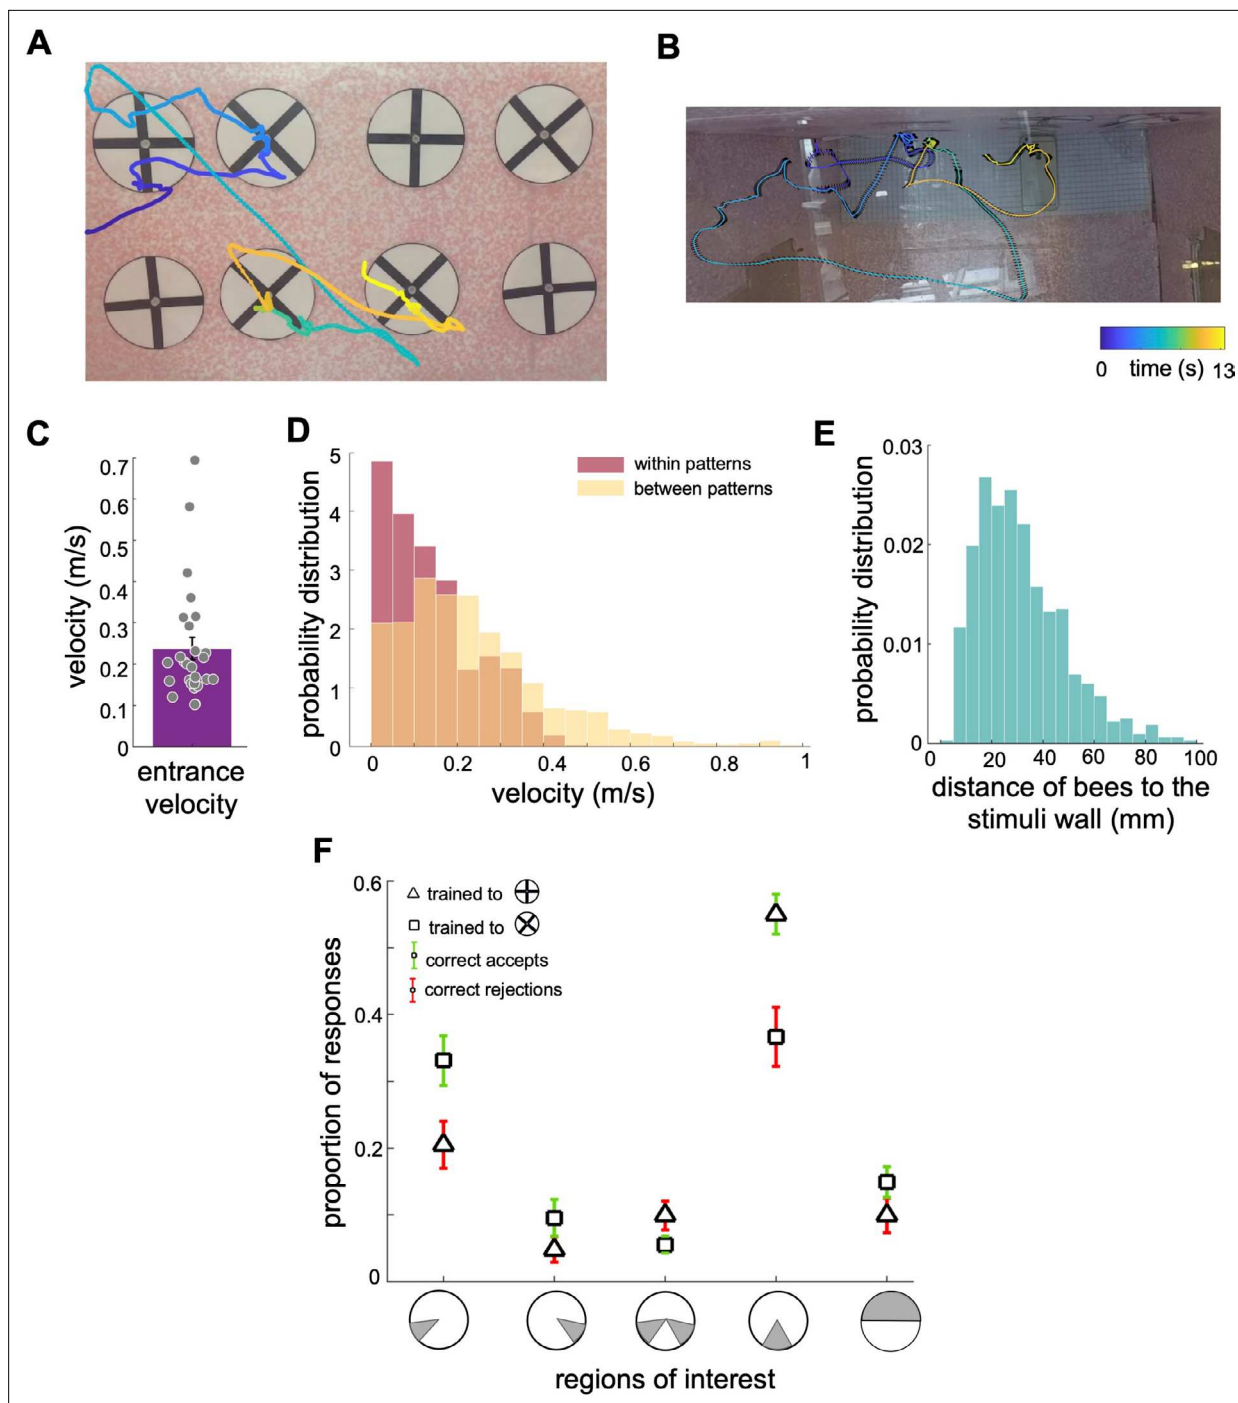 A
B
0 time (s) 13
C
velocity (m/s)
0.7
0.6
0.5
0.4
0.3
0.2
0.1
0
entrance
velocity
D
probability distribution
5
4
3
2
1
0
within patterns
between patterns
0 0.2 0.4 0.6 0.8 1
velocity (m/s)
E
probability distribution
0.03
0.02
0.01
0
0 20 40 60 80 100
distance of bees to the
stimuli wall (mm)
F
proportion of responses
0.6
0.4
0.2
0
trained to
trained to
correct accepts
correct rejections
regions of interest